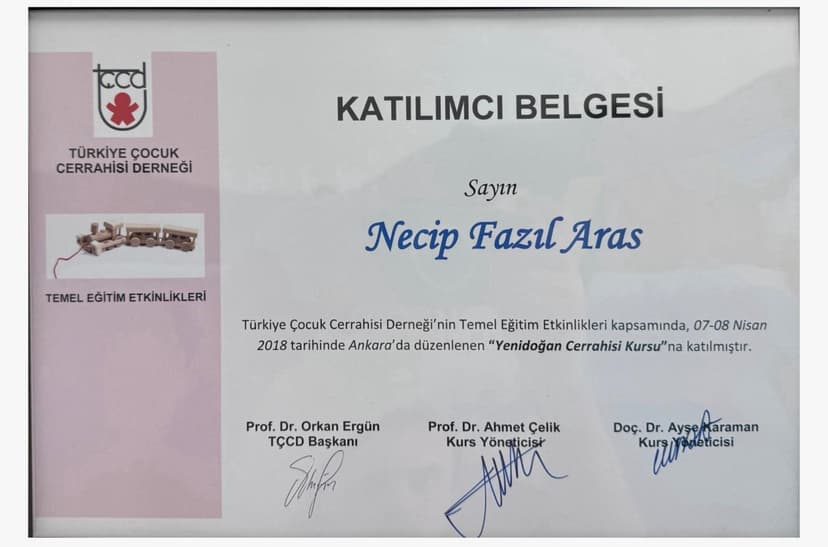 tccd
TÜRKİYE ÇOCUK
CERRAHİSİ DERNEĞİ
TEMEL EĞİTİM ETKİNLİKLERİ
KATILIMCI BELGESİ
Sayın
Necip Fazıl Aras
Türkiye Çocuk Cerrahisi Derneği'nin Temel Eğitim Etkinlikleri kapsamında, 07-08 Nisan
2018 tarihinde Ankara'da düzenlenen “Yenidoğan Cerrahisi Kursu”na katılmıştır.
Prof. Dr. Orkan Ergün
TÇCD Başkanı
Prof. Dr. Ahmet Çelik
Kurs Yöneticisi
Doç. Dr. Ayşe Karaman
Kurs Yöneticisi